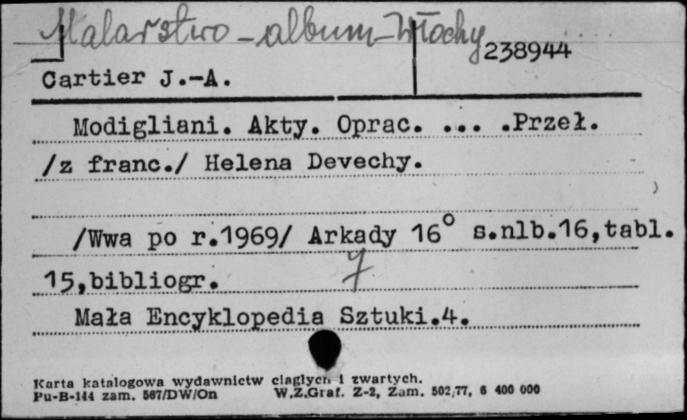 Malarstwo - album - Włochy
238944
Cartier J.-A.
Modigliani. Akty. Oprac. ... .Przeł.
/z franc./ Helena Devechy.
/Wwa po r.1969/ Arkady 16° s.nlb.16,tabl.
15,bibliogr.
Mała Encyklopedia Sztuki.4.
Karta katalogowa wydawnictw ciągłych i zwartych.
Pu-B-144 zam. 567/DW/On W.Z.Graf. Z-2, Zam. 502,77, 6 400 000